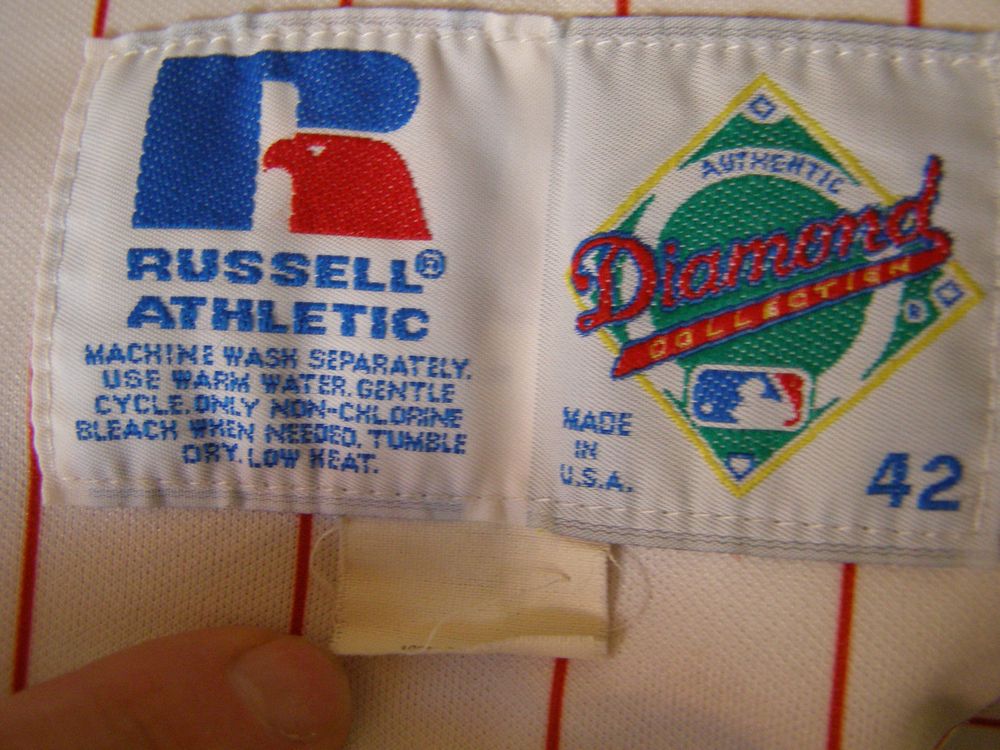 RUSSELL®
ATHLETIC
MACHINE WASH SEPARATELY.
USE WARM WATER. GENTLE
CYCLE. ONLY NON-CHLORINE
BLEACH WHEN NEEDED. TUMBLE
DRY. LOW HEAT.
AUTHENTIC
Diamond
COLLECTION
®
MADE
IN
U.S.A.
42